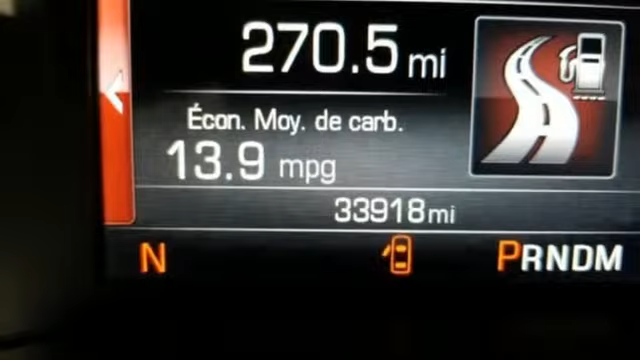 270.5 mi
Écon. Moy. de carb.
13.9 mpg
33918 mi
N PRNDM